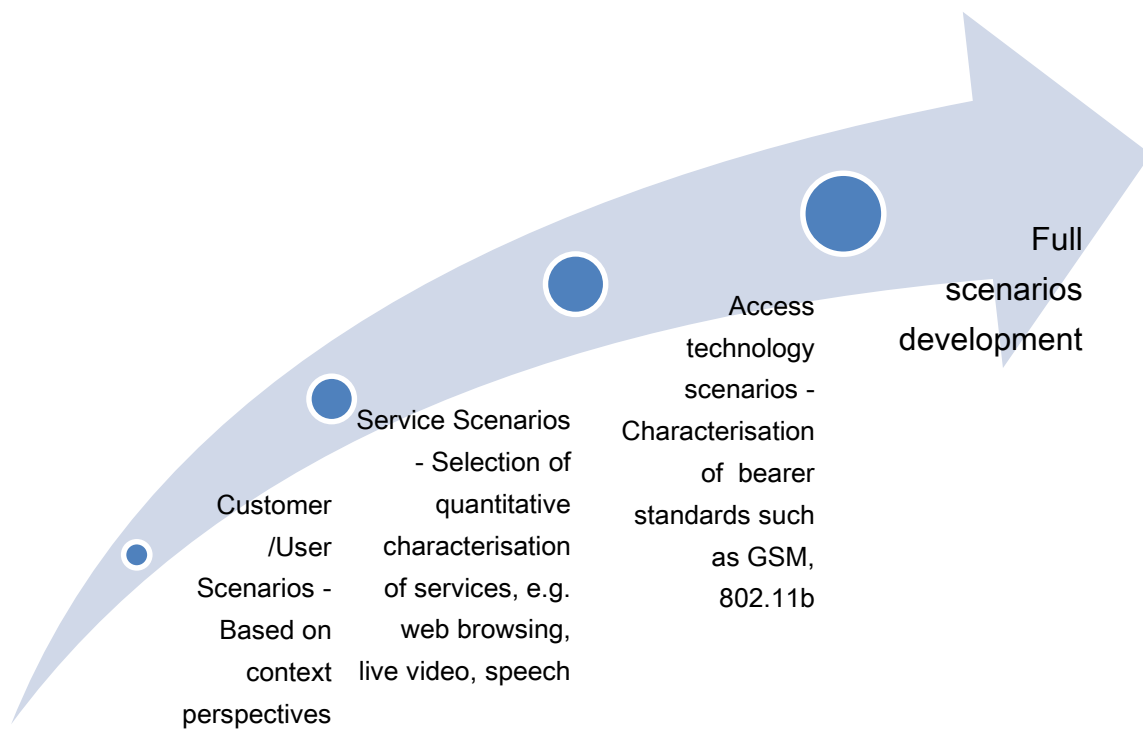 Customer
/User
Scenarios -
Based on
context
perspectives
Service Scenarios
- Selection of
quantitative
characterisation
of services, e.g.
web browsing,
live video, speech
Access
technology
scenarios -
Characterisation
of bearer
standards such
as GSM,
802.11b
Full
scenarios
development